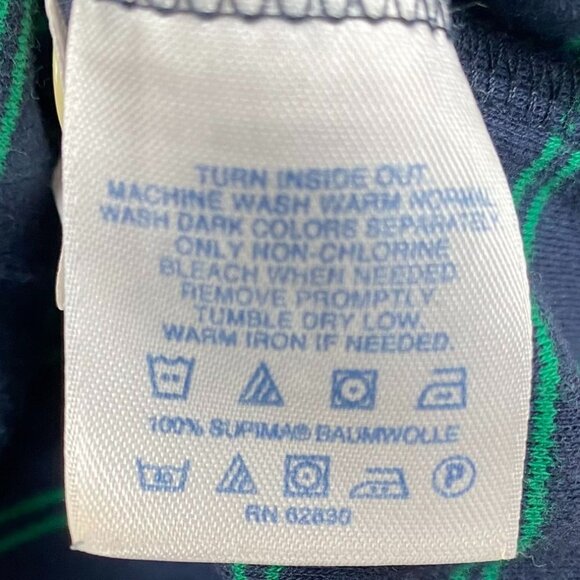 TURN INSIDE OUT.
MACHINE WASH WARM NORMAL.
WASH DARK COLORS SEPARATELY.
ONLY NON-CHLORINE
BLEACH WHEN NEEDED.
REMOVE PROMPTLY.
TUMBLE DRY LOW.
WARM IRON IF NEEDED.
100% SUPIMA® BAUMWOLLE
P
RN 62830